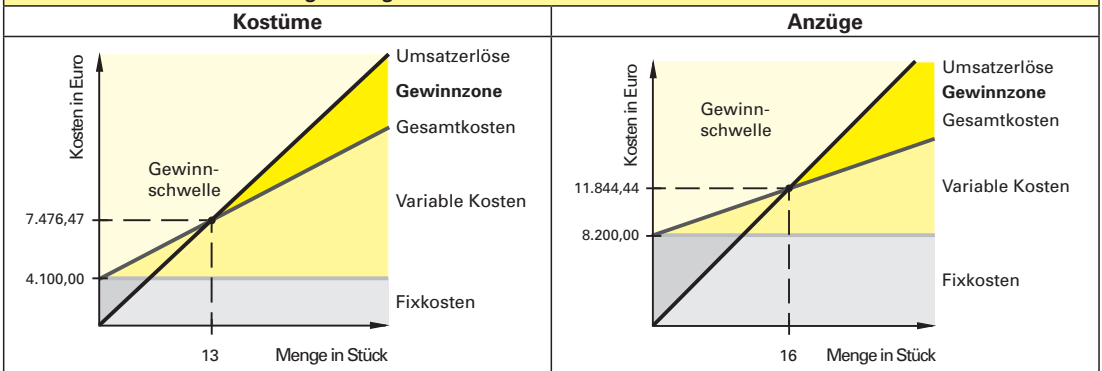 Kostüme
Kosten in Euro
Umsatzerlöse
Gewinnzone
Gesamtkosten
Gewinn-
schwelle
Variable Kosten
7.476,47
4.100,00
Fixkosten
13
Menge in Stück
Anzüge
Kosten in Euro
Umsatzerlöse
Gewinnzone
Gewinn-
schwelle
Gesamtkosten
11.844,44
Variable Kosten
8.200,00
Fixkosten
16
Menge in Stück